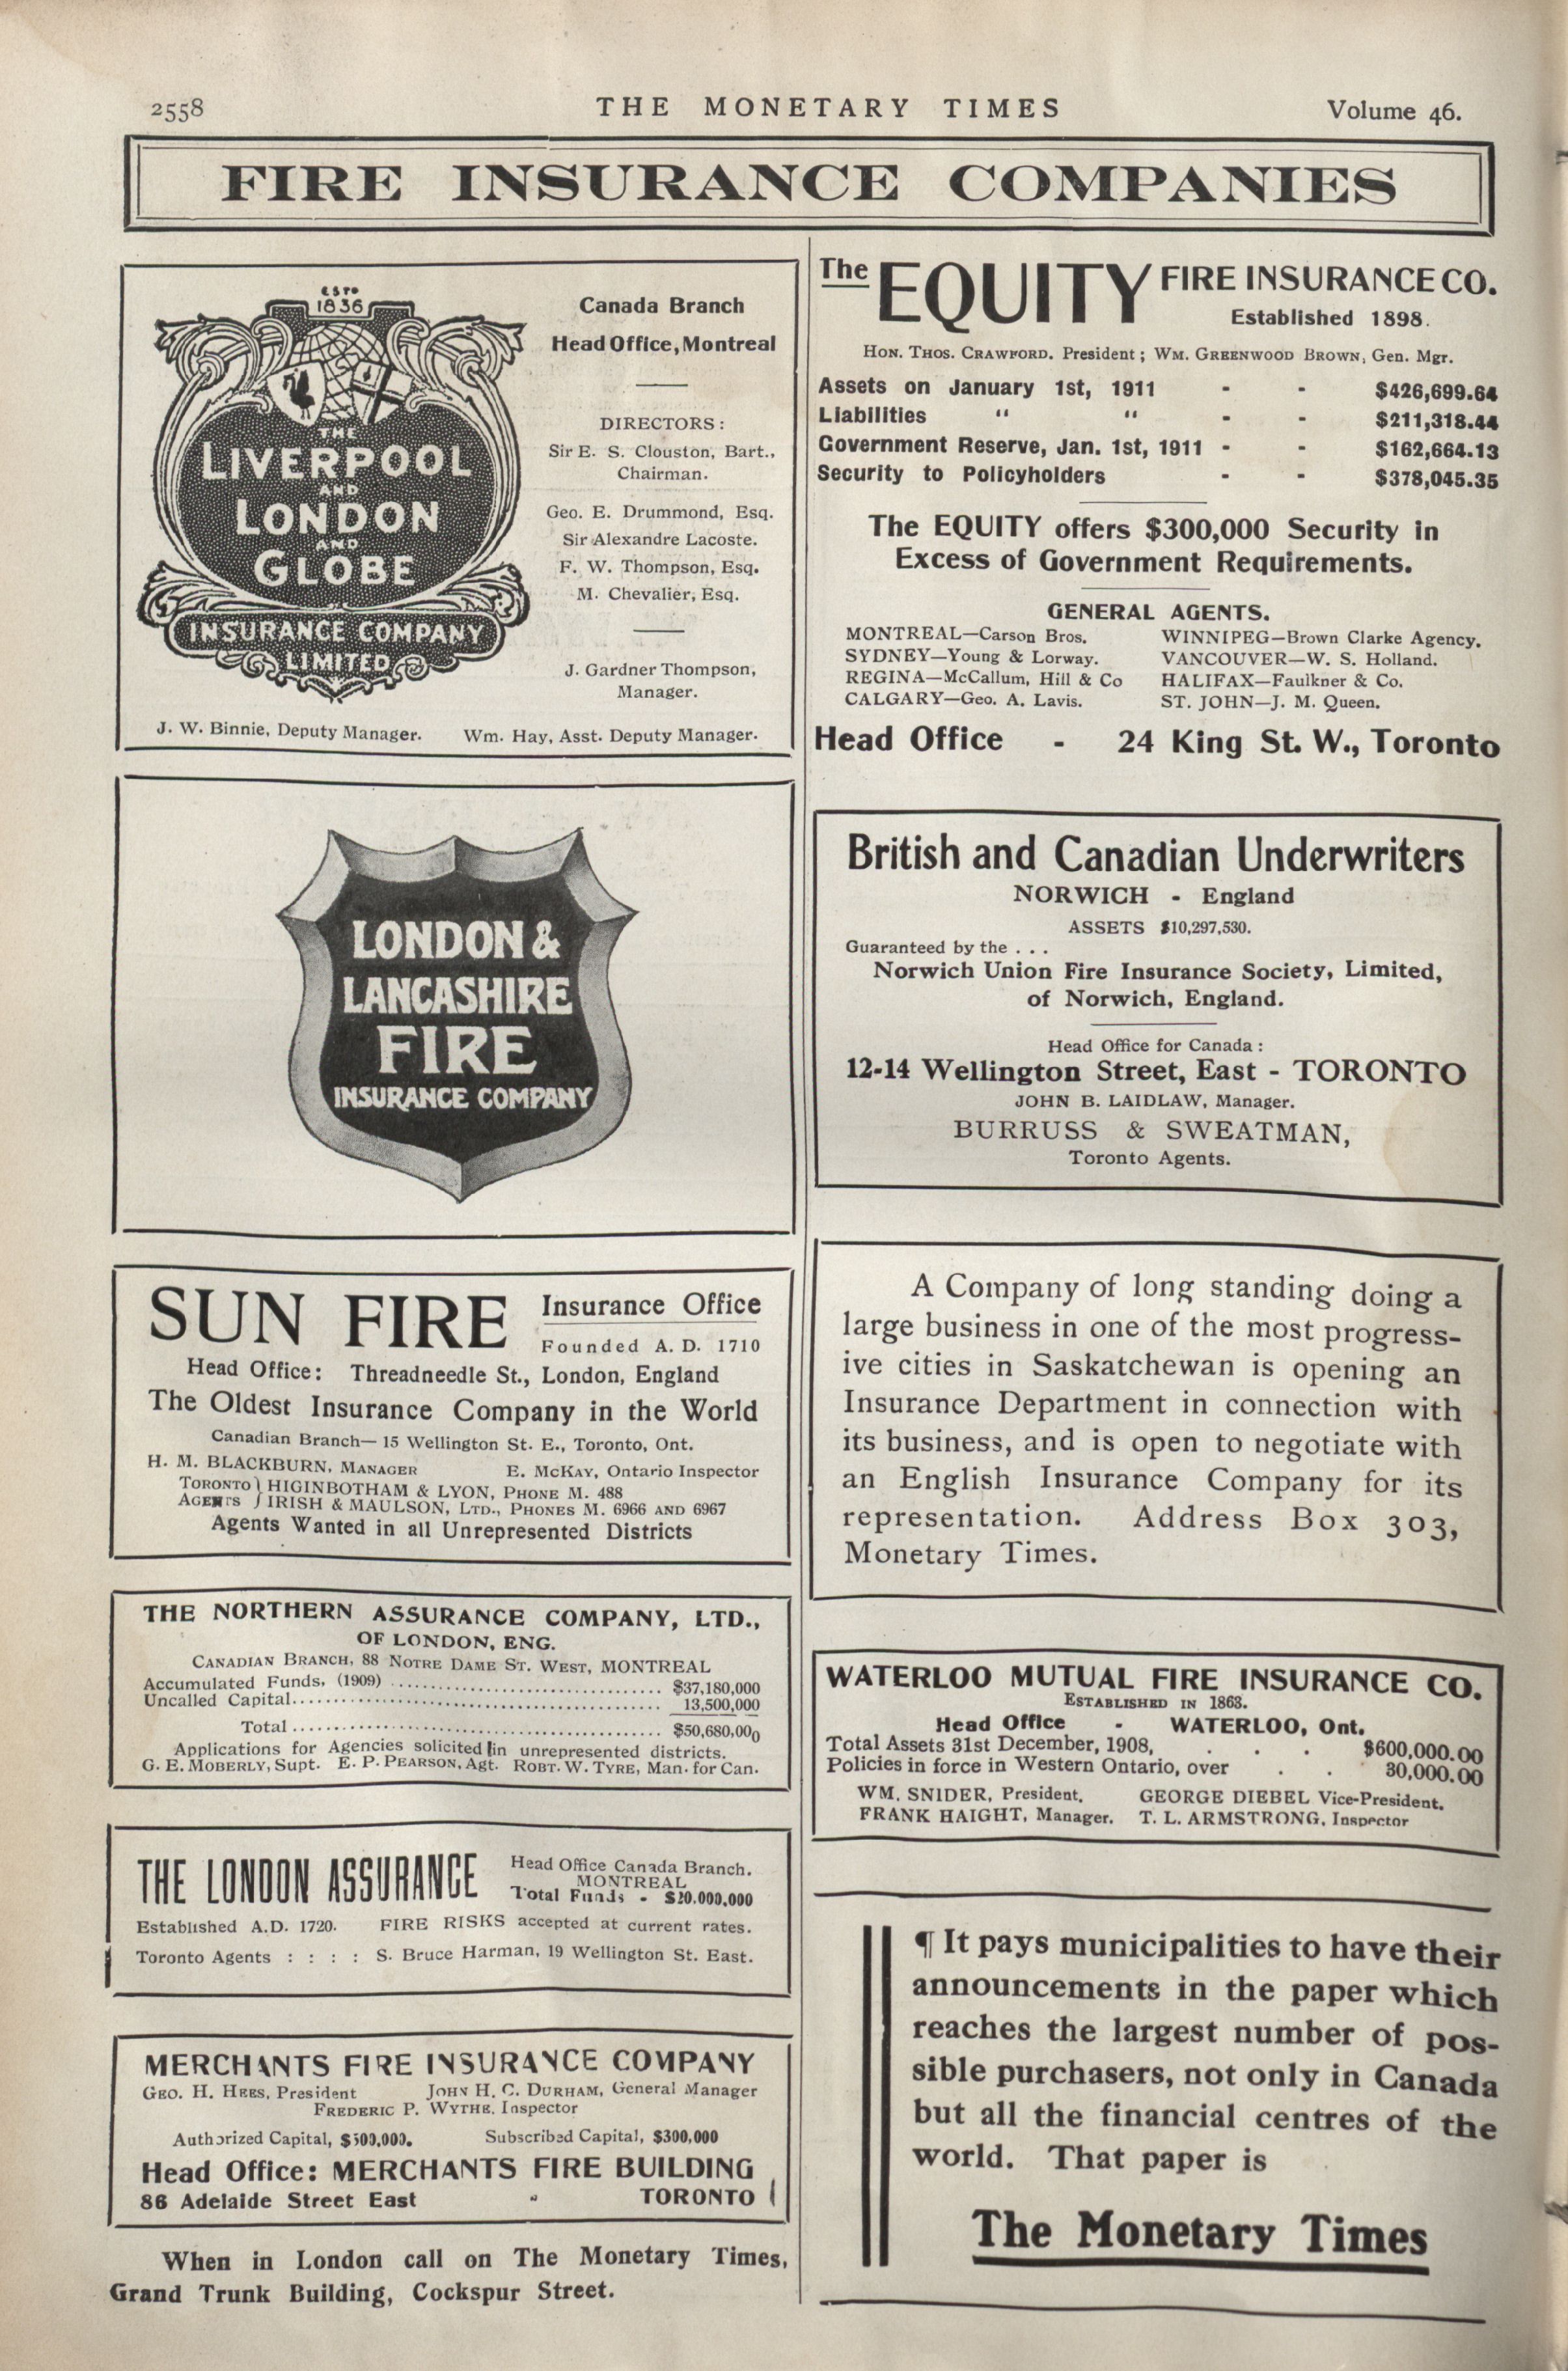 2558
THE MONETARY TIMES
Volume 46.
FIRE INSURANCE COMPANIES
ESTD
1836
THE
LIVERPOOL
AND
LONDON
AND
GLOBE
INSURANCE COMPANY
LIMITED
Canada Branch
Head Office, Montreal
DIRECTORS:
Sir E. S. Clouston, Bart.,
Chairman.
Geo. E. Drummond, Esq.
Sir Alexandre Lacoste.
F. W. Thompson, Esq.
M. Chevalier, Esq.
J. Gardner Thompson,
Manager.
J. W. Binnie, Deputy Manager. Wm. Hay, Asst. Deputy Manager.
LONDON &
LANCASHIRE
FIRE
INSURANCE COMPANY
SUN FIRE Insurance Office
Founded A. D. 1710
Head Office: Threadneedle St., London, England
The Oldest Insurance Company in the World
Canadian Branch— 15 Wellington St. E., Toronto, Ont.
H. M. BLACKBURN, MANAGER E. McKAY, Ontario Inspector
TORONTO } HIGINBOTHAM & LYON, PHONE M. 488
AGENTS } IRISH & MAULSON, LTD., PHONES M. 6966 AND 6967
Agents Wanted in all Unrepresented Districts
THE NORTHERN ASSURANCE COMPANY, LTD.,
OF LONDON, ENG.
CANADIAN BRANCH, 88 NOTRE DAME ST. WEST, MONTREAL
Accumulated Funds, (1909) .................................. $37,180,000
Uncalled Capital............................................. 13,500,000
Total ............................................. $50,680,000
Applications for Agencies solicited in unrepresented districts.
G. E. MOBERLY, Supt. E. P. PEARSON, Agt. ROBT. W. TYRE, Man. for Can.
THE LONDON ASSURANCE
Head Office Canada Branch.
MONTREAL
Total Funds - $20.000,000
Established A.D. 1720. FIRE RISKS accepted at current rates.
Toronto Agents : : : : S. Bruce Harman, 19 Wellington St. East.
MERCHANTS FIRE INSURANCE COMPANY
GEO. H. HEES, President JOHN H. C. DURHAM, General Manager
FREDERIC P. WYTHE, Inspector
Authorized Capital, $500,000. Subscribed Capital, $300,000
Head Office: MERCHANTS FIRE BUILDING
86 Adelaide Street East - TORONTO
When in London call on The Monetary Times,
Grand Trunk Building, Cockspur Street.
The EQUITY FIRE INSURANCE CO.
Established 1898.
HON. THOS. CRAWFORD, President; WM. GREENWOOD BROWN, Gen. Mgr.
Assets on January 1st, 1911 - - $426,699.64
Liabilities " " - - $211,318.44
Government Reserve, Jan. 1st, 1911 - - $162,664.13
Security to Policyholders - - $378,045.35
The EQUITY offers $300,000 Security in
Excess of Government Requirements.
GENERAL AGENTS.
MONTREAL—Carson Bros. WINNIPEG—Brown Clarke Agency.
SYDNEY—Young & Lorway. VANCOUVER—W. S. Holland.
REGINA—McCallum, Hill & Co HALIFAX—Faulkner & Co.
CALGARY—Geo. A. Lavis. ST. JOHN—J. M. Queen.
Head Office - 24 King St. W., Toronto
British and Canadian Underwriters
NORWICH - England
ASSETS $10,297,530.
Guaranteed by the . . .
Norwich Union Fire Insurance Society, Limited,
of Norwich, England.
Head Office for Canada:
12-14 Wellington Street, East - TORONTO
JOHN B. LAIDLAW, Manager.
BURRUSS & SWEATMAN,
Toronto Agents.
A Company of long standing doing a
large business in one of the most progress-
ive cities in Saskatchewan is opening an
Insurance Department in connection with
its business, and is open to negotiate with
an English Insurance Company for its
representation. Address Box 303,
Monetary Times.
WATERLOO MUTUAL FIRE INSURANCE CO.
ESTABLISHED IN 1863.
Head Office - WATERLOO, Ont.
Total Assets 31st December, 1908, . . . $600,000.00
Policies in force in Western Ontario, over . . 30,000.00
WM. SNIDER, President. GEORGE DIEBEL Vice-President.
FRANK HAIGHT, Manager. T. L. ARMSTRONG, Inspector
¶ It pays municipalities to have their
announcements in the paper which
reaches the largest number of pos-
sible purchasers, not only in Canada
but all the financial centres of the
world. That paper is
The Monetary Times